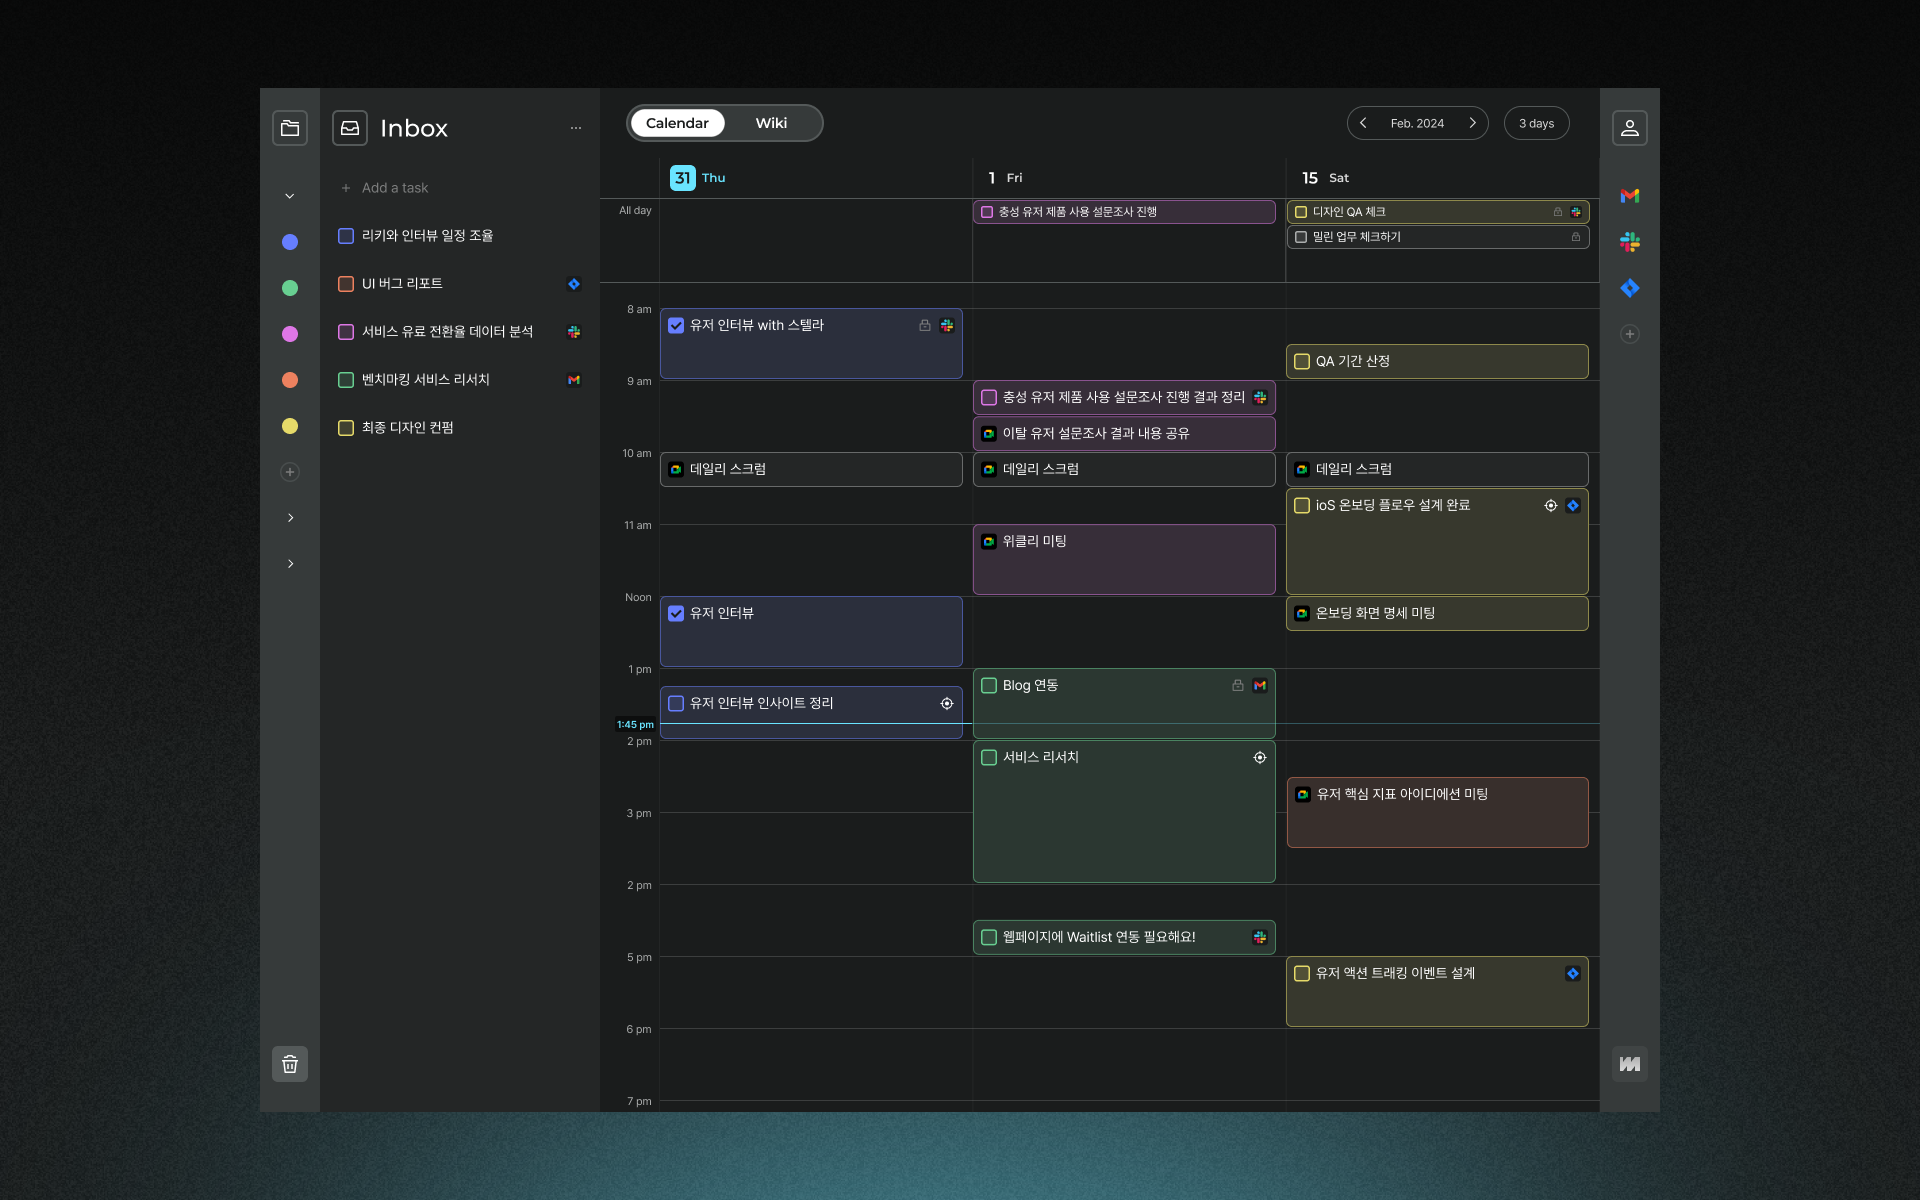 Inbox
...
Add a task
리키와 인터뷰 일정 조율
UI 버그 리포트
서비스 유료 전환율 데이터 분석
벤치마킹 서비스 리서치
최종 디자인 컨펌
Calendar
Wiki
Feb. 2024
3 days
31 Thu
1 Fri
15 Sat
All day
충성 유저 제품 사용 설문조사 진행
디자인 QA 체크
밀린 업무 체크하기
8 am
유저 인터뷰 with 스텔라
QA 기간 산정
9 am
충성 유저 제품 사용 설문조사 진행 결과 정리
이탈 유저 설문조사 결과 내용 공유
10 am
데일리 스크럼
데일리 스크럼
데일리 스크럼
ioS 온보딩 플로우 설계 완료
11 am
위클리 미팅
Noon
유저 인터뷰
온보딩 화면 명세 미팅
1 pm
Blog 연동
유저 인터뷰 인사이트 정리
1:45 pm
2 pm
서비스 리서치
유저 핵심 지표 아이디에션 미팅
3 pm
2 pm
웹페이지에 Waitlist 연동 필요해요!
5 pm
유저 액션 트래킹 이벤트 설계
6 pm
7 pm